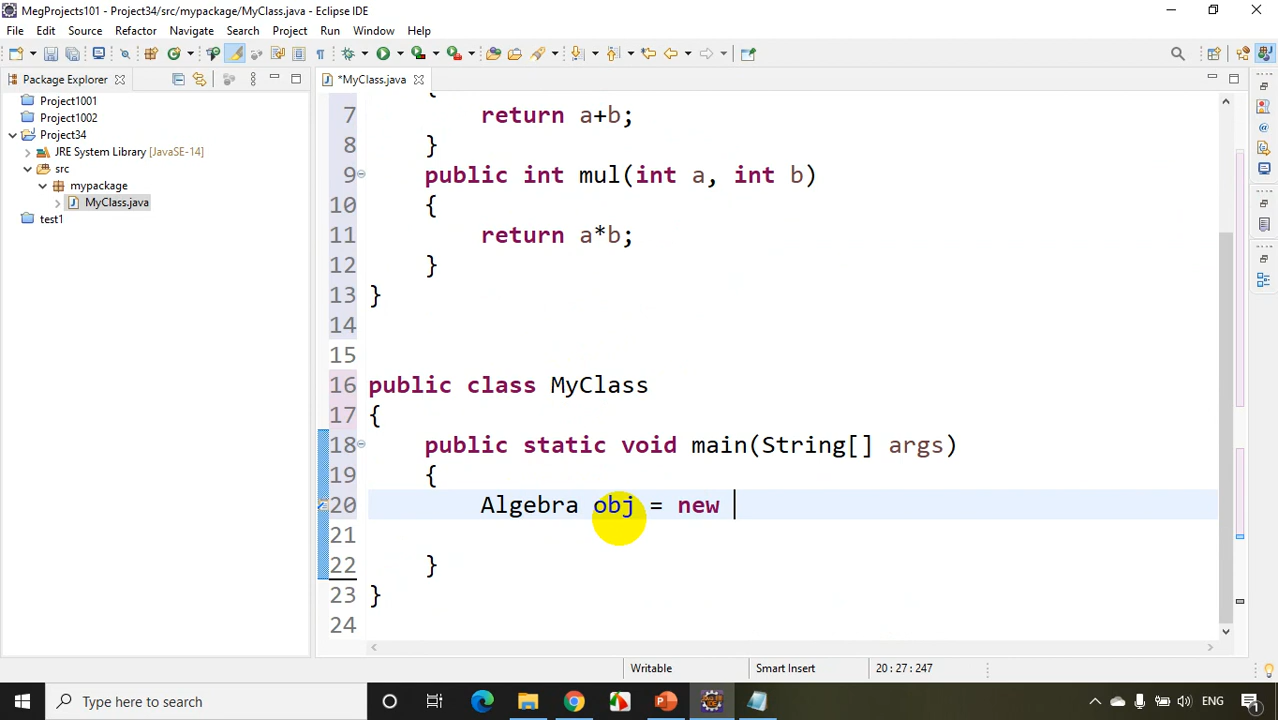 MegProjects101 - Project34/src/mypackage/MyClass.java - Eclipse IDE
File Edit Source Refactor Navigate Search Project Run Window Help
Package Explorer
*MyClass.java
Project1001
Project1002
Project34
JRE System Library [JavaSE-14]
src
mypackage
MyClass.java
test1
{
7 return a+b;
8 }
9 public int mul(int a, int b)
10 {
11 return a*b;
12 }
13 }
14
15
16 public class MyClass
17 {
18 public static void main(String[] args)
19 {
20 Algebra obj = new
21
22 }
23 }
24
Writable Smart Insert 20 : 27 : 247
Type here to search
ENG